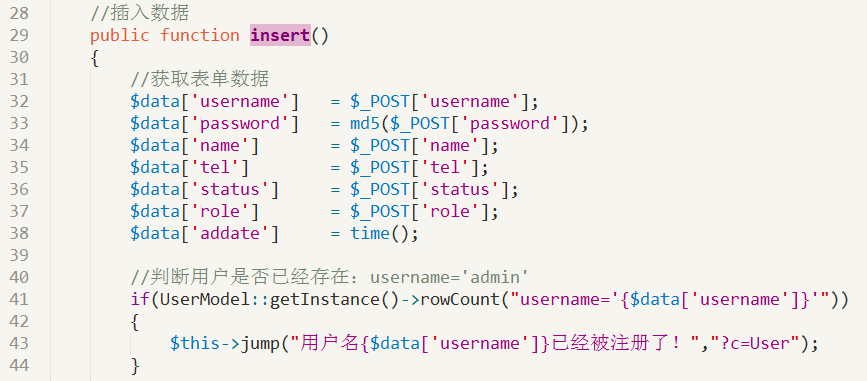 28 //插入数据
29 public function insert()
30 {
31 //获取表单数据
32 $data['username'] = $_POST['username'];
33 $data['password'] = md5($_POST['password']);
34 $data['name'] = $_POST['name'];
35 $data['tel'] = $_POST['tel'];
36 $data['status'] = $_POST['status'];
37 $data['role'] = $_POST['role'];
38 $data['addate'] = time();
39
40 //判断用户是否已经存在：username='admin'
41 if(UserModel::getInstance()->rowCount("username='{$data['username']}'"))
42 {
43 $this->jump("用户名{$data['username']}已经被注册了！","?c=User");
44 }